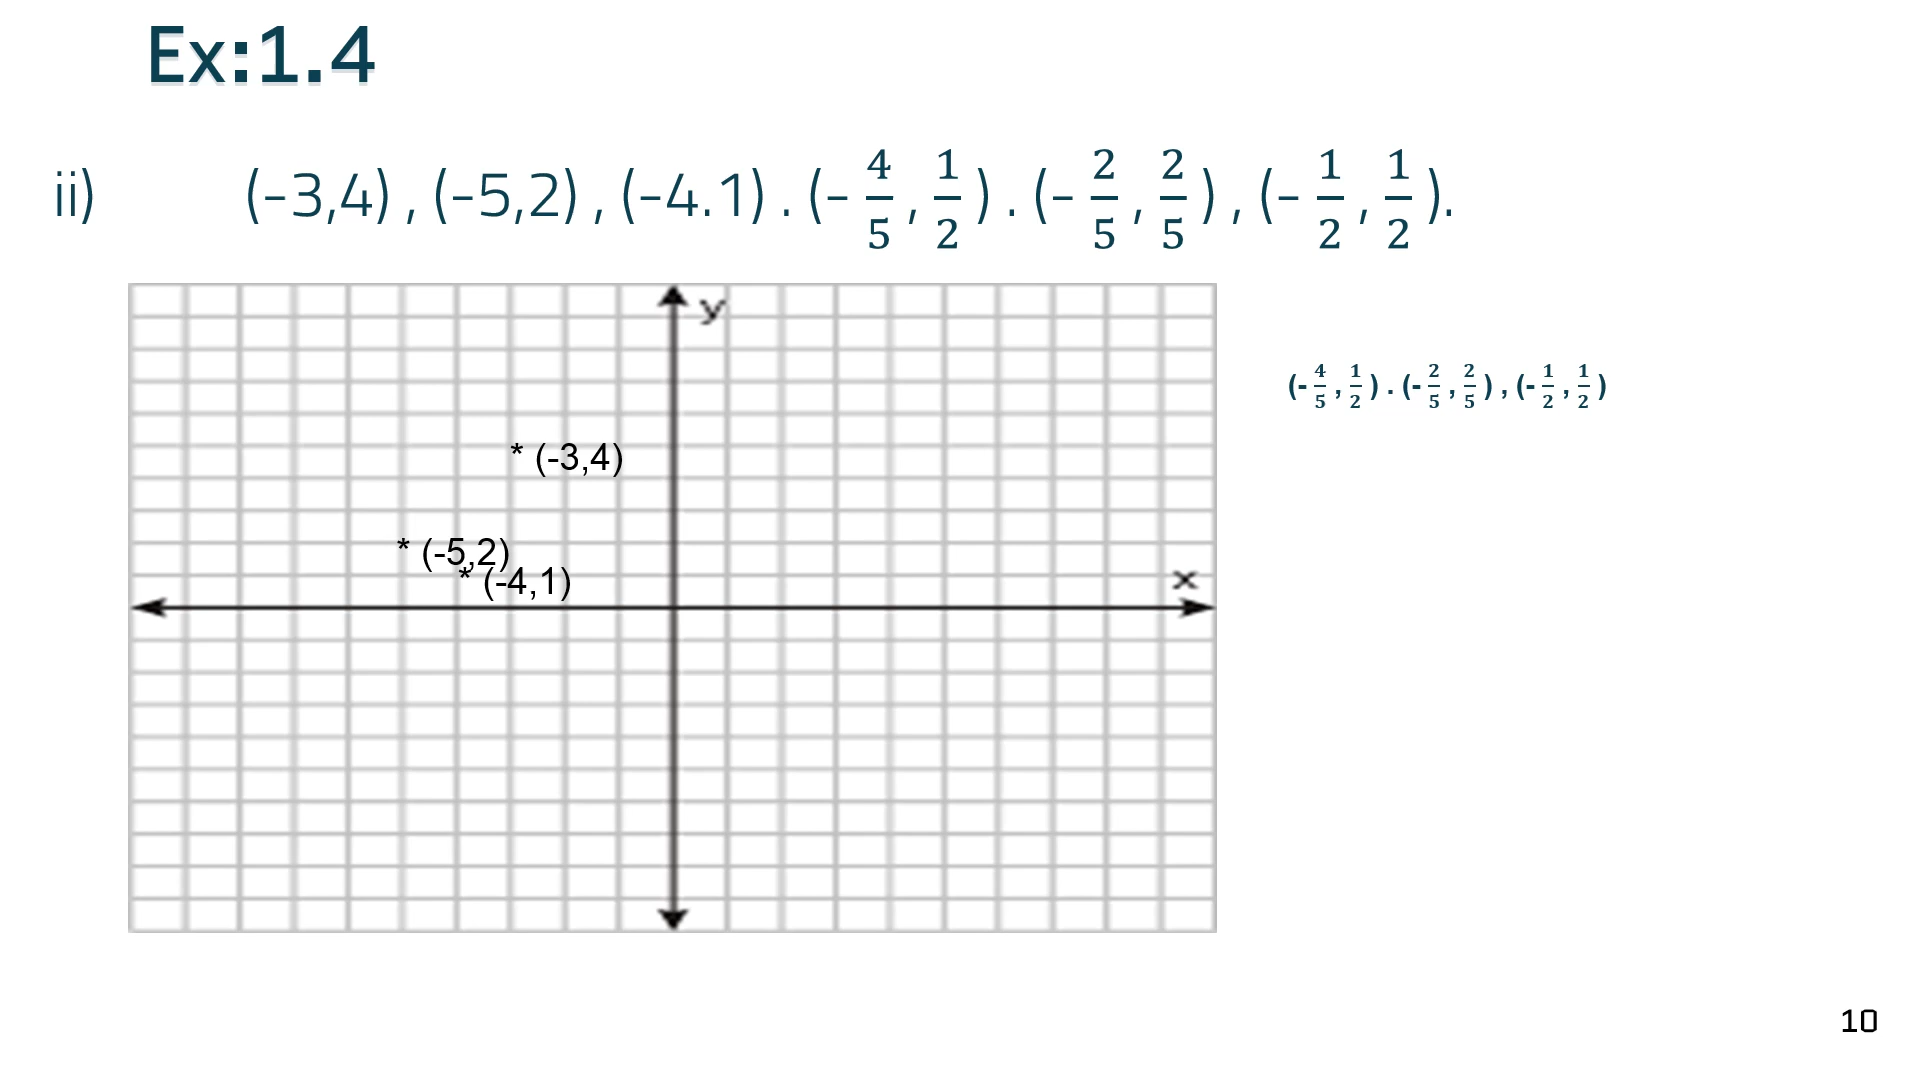 Ex:1.4
ii) (-3,4) , (-5,2) , (-4.1) . (- 4/5 , 1/2 ) . (- 2/5 , 2/5 ) , (- 1/2 , 1/2 ).
y
(- 4/5 , 1/2 ) . (- 2/5 , 2/5 ) , (- 1/2 , 1/2 )
* (-3,4)
* (-5,2)
* (-4,1)
x
10